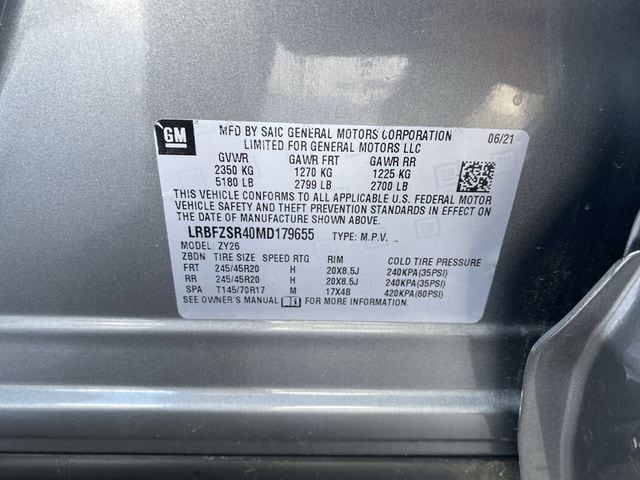 GM
MFD BY SAIC GENERAL MOTORS CORPORATION 06/21
LIMITED FOR GENERAL MOTORS LLC
GVWR GAWR FRT GAWR RR
2350 KG 1270 KG 1225 KG
5180 LB 2799 LB 2700 LB
THIS VEHICLE CONFORMS TO ALL APPLICABLE U.S. FEDERAL MOTOR
VEHICLE SAFETY AND THEFT PREVENTION STANDARDS IN EFFECT ON
THE DATE OF MANUFACTURE SHOWN ABOVE.
LRBFZSR40MD179655 TYPE: M.P.V.
MODEL: ZY26
ZBDN TIRE SIZE SPEED RTG RIM COLD TIRE PRESSURE
FRT 245/45R20 H 20X8.5J 240KPA(35PSI)
RR 245/45R20 H 20X8.5J 240KPA(35PSI)
SPA T145/70R17 M 17X4B 420KPA(60PSI)
SEE OWNER'S MANUAL FOR MORE INFORMATION.